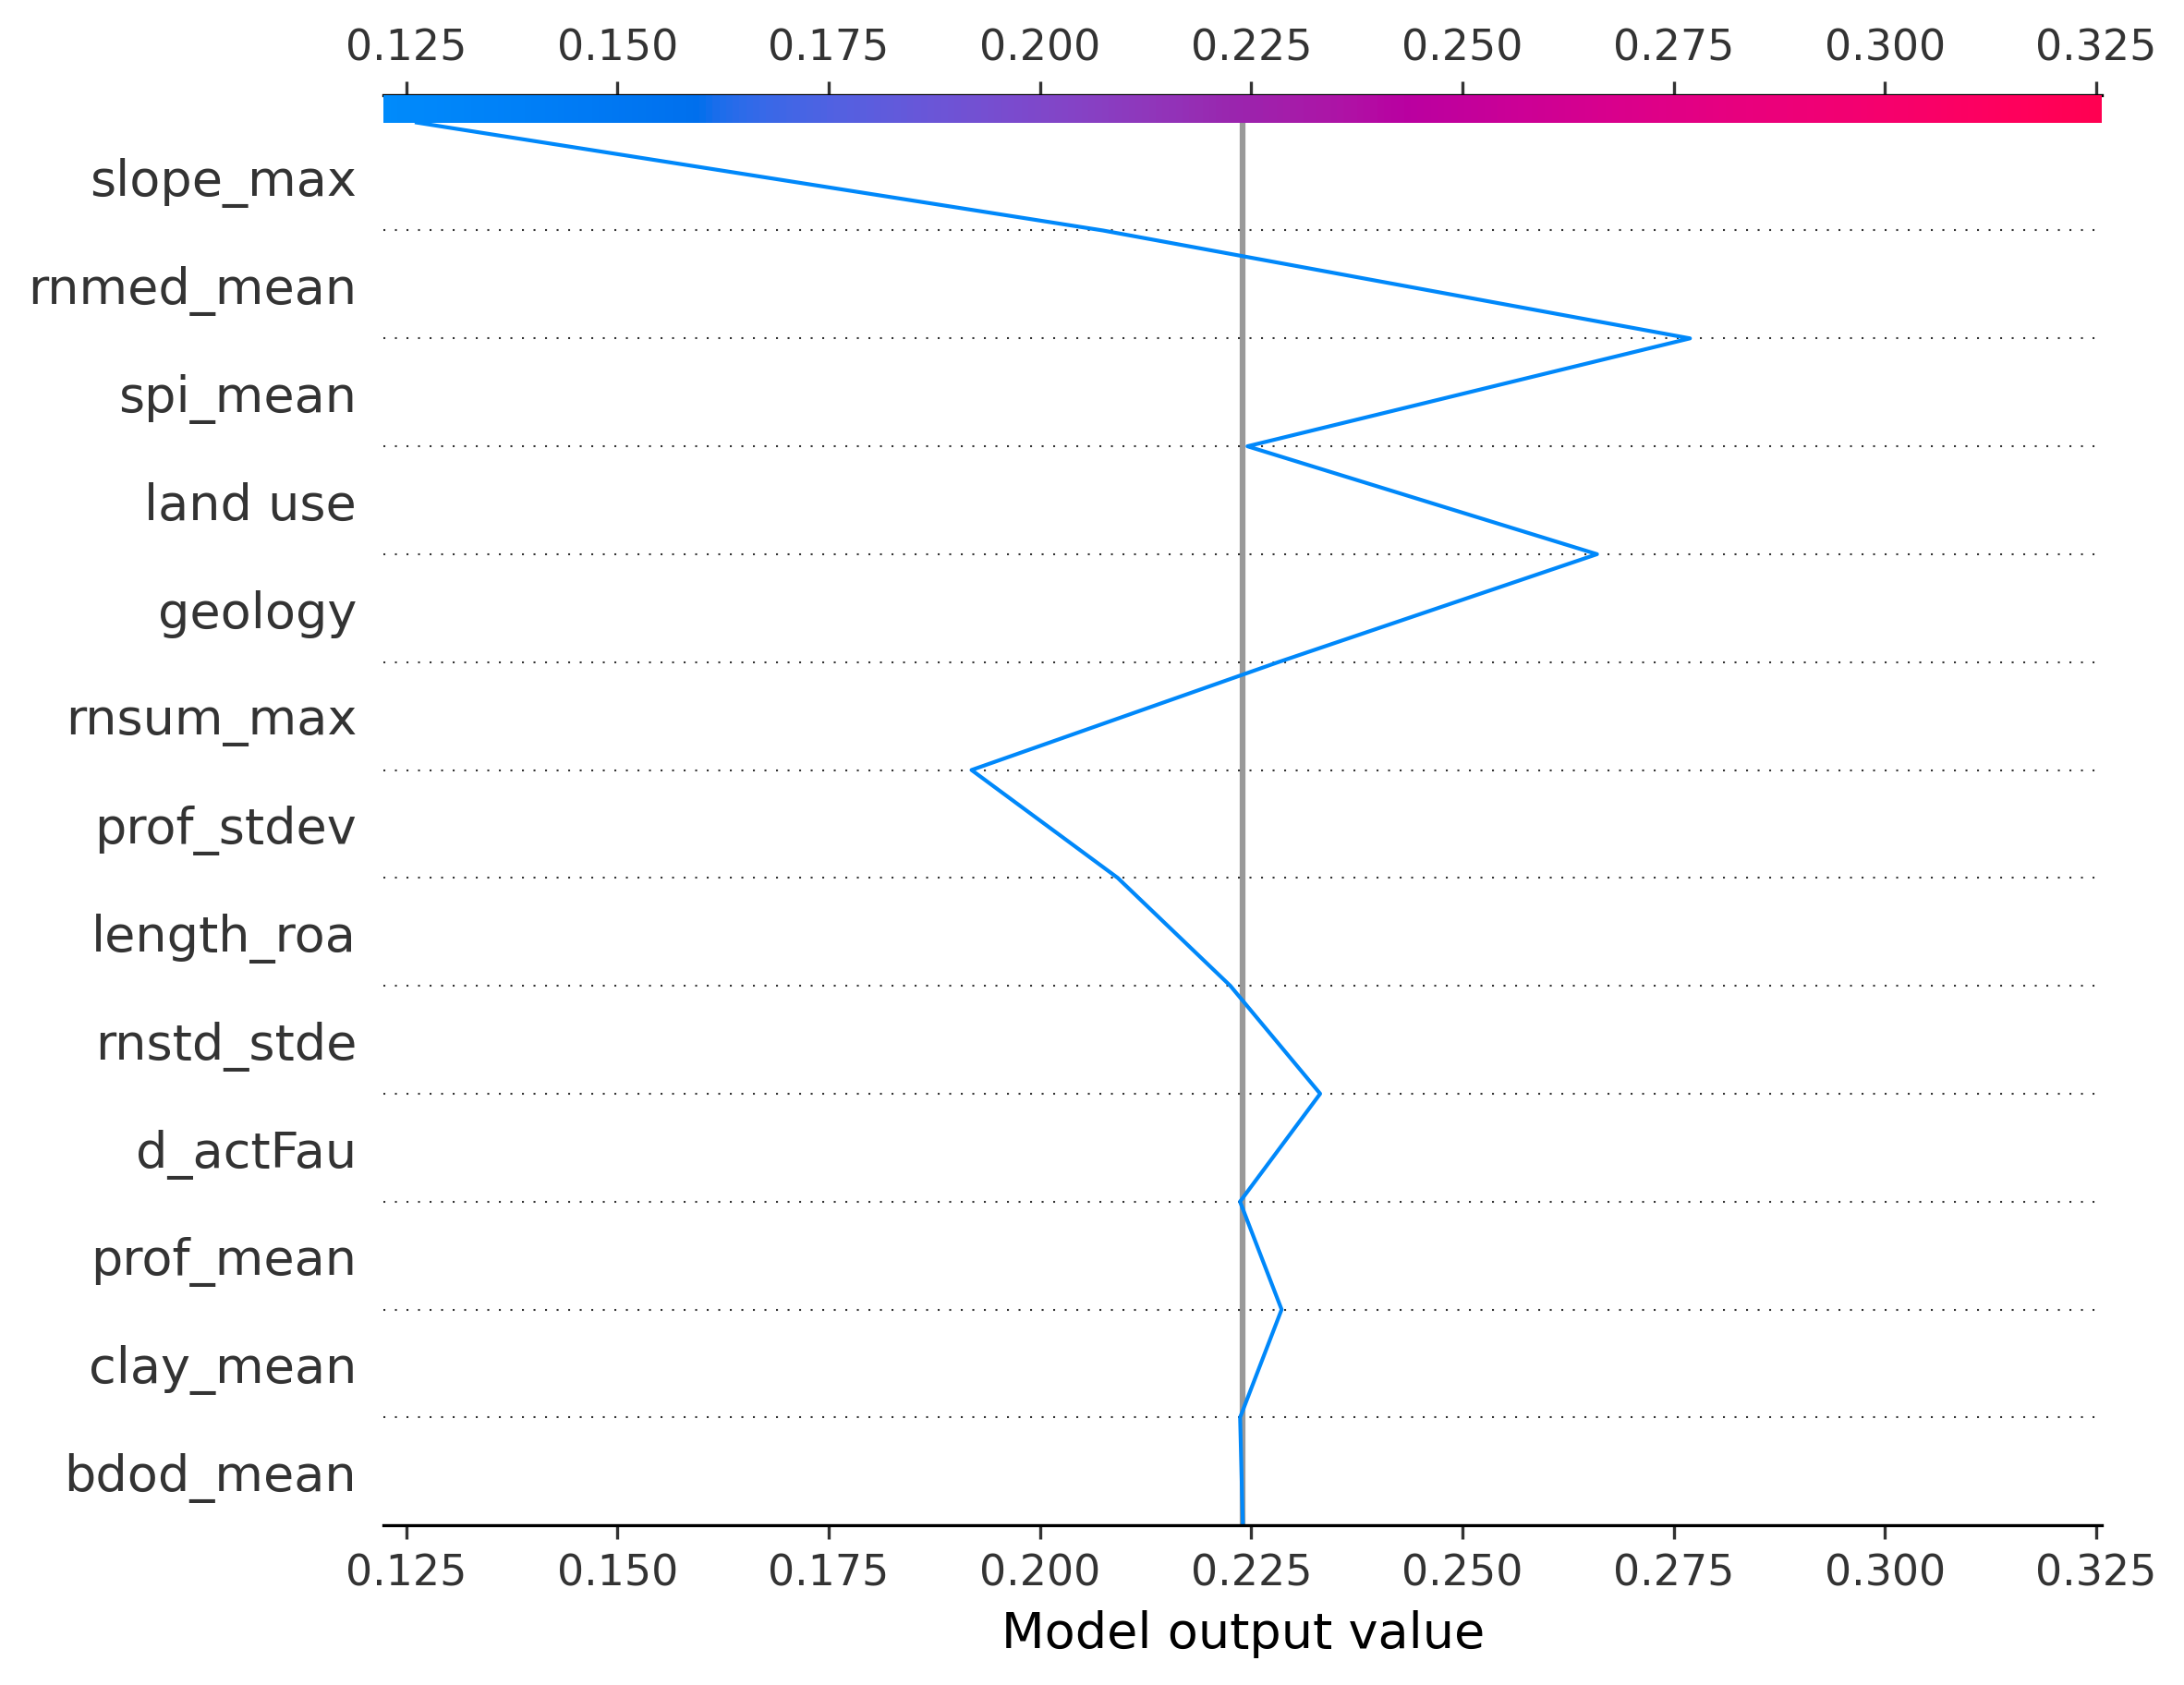 0.125 0.150 0.175 0.200 0.225 0.250 0.275 0.300 0.325
slope_max
rnmed_mean
spi_mean
land use
geology
rnsum_max
prof_stdev
length_roa
rnstd_stde
d_actFau
prof_mean
clay_mean
bdod_mean
0.125 0.150 0.175 0.200 0.225 0.250 0.275 0.300 0.325
Model output value